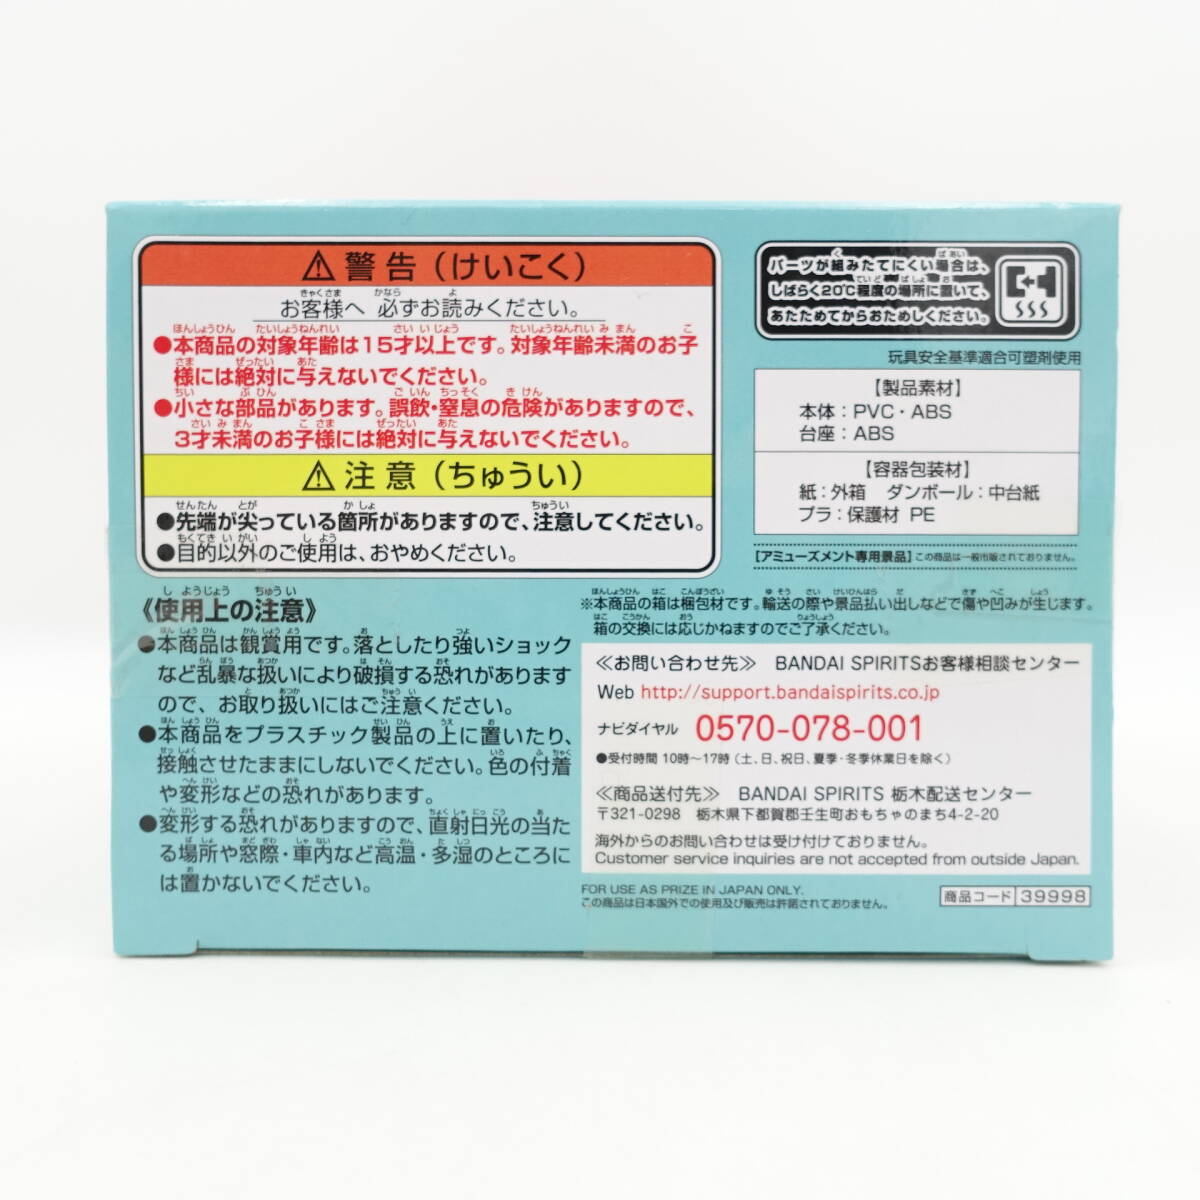 ⚠ 警告（けいこく）
お客様へ 必ずお読みください。
●本商品の対象年齢は15才以上です。対象年齢未満のお子
様には絶対に与えないでください。
●小さな部品があります。誤飲・窒息の危険がありますので、
3才未満のお子様には絶対に与えないでください。
⚠ 注意（ちゅうい）
●先端が尖っている箇所がありますので、注意してください。
●目的以外のご使用は、おやめください。
《使用上の注意》
●本商品は観賞用です。落としたり強いショック
など乱暴な扱いにより破損する恐れがあります
ので、お取り扱いにはご注意ください。
●本商品をプラスチック製品の上に置いたり、
接触させたままにしないでください。色の付着
や変形などの恐れがあります。
●変形する恐れがありますので、直射日光の当た
る場所や窓際・車内など高温・多湿のところに
は置かないでください。
パーツが組みたてにくい場合は、
しばらく20℃程度の場所に置いて、
あたためてからおためしください。
玩具安全基準適合可塑剤使用
【製品素材】
本体：PVC・ABS
台座：ABS
【容器包装材】
紙：外箱　ダンボール：中台紙
プラ：保護材 PE
【アミューズメント専用景品】この商品は一般市販されておりません。
※本商品の箱は梱包材です。輸送の際や景品払い出しなどで傷や凹みが生じます。
箱の交換には応じかねますのでご了承ください。
≪お問い合わせ先≫　BANDAI SPIRITSお客様相談センター
Web http://support.bandaispirits.co.jp
ナビダイヤル 0570-078-001
●受付時間 10時～17時（土、日、祝日、夏季・冬季休業日を除く）
≪商品送付先≫　BANDAI SPIRITS 栃木配送センター
〒321-0298　栃木県下都賀郡壬生町おもちゃのまち4-2-20
海外からのお問い合わせは受け付けておりません。
Customer service inquiries are not accepted from outside Japan.
FOR USE AS PRIZE IN JAPAN ONLY.
この商品は日本国外での使用及び販売は許諾されておりません。
商品コード 39998